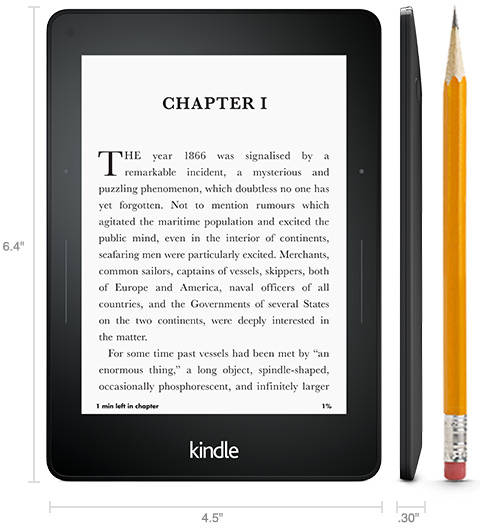 CHAPTER I
THE year 1866 was signalised by a
remarkable incident, a mysterious and
puzzling phenomenon, which doubtless no one has
yet forgotten. Not to mention rumours which
agitated the maritime population and excited the
public mind, even in the interior of continents,
seafaring men were particularly excited. Merchants,
common sailors, captains of vessels, skippers, both
of Europe and America, naval officers of all
countries, and the Governments of several States
on the two continents, were deeply interested in
the matter.
For some time past vessels had been met by “an
enormous thing,” a long object, spindle-shaped,
occasionally phosphorescent, and infinitely larger
1 min left in chapter 1%
kindle
6.4"
4.5"
.30"